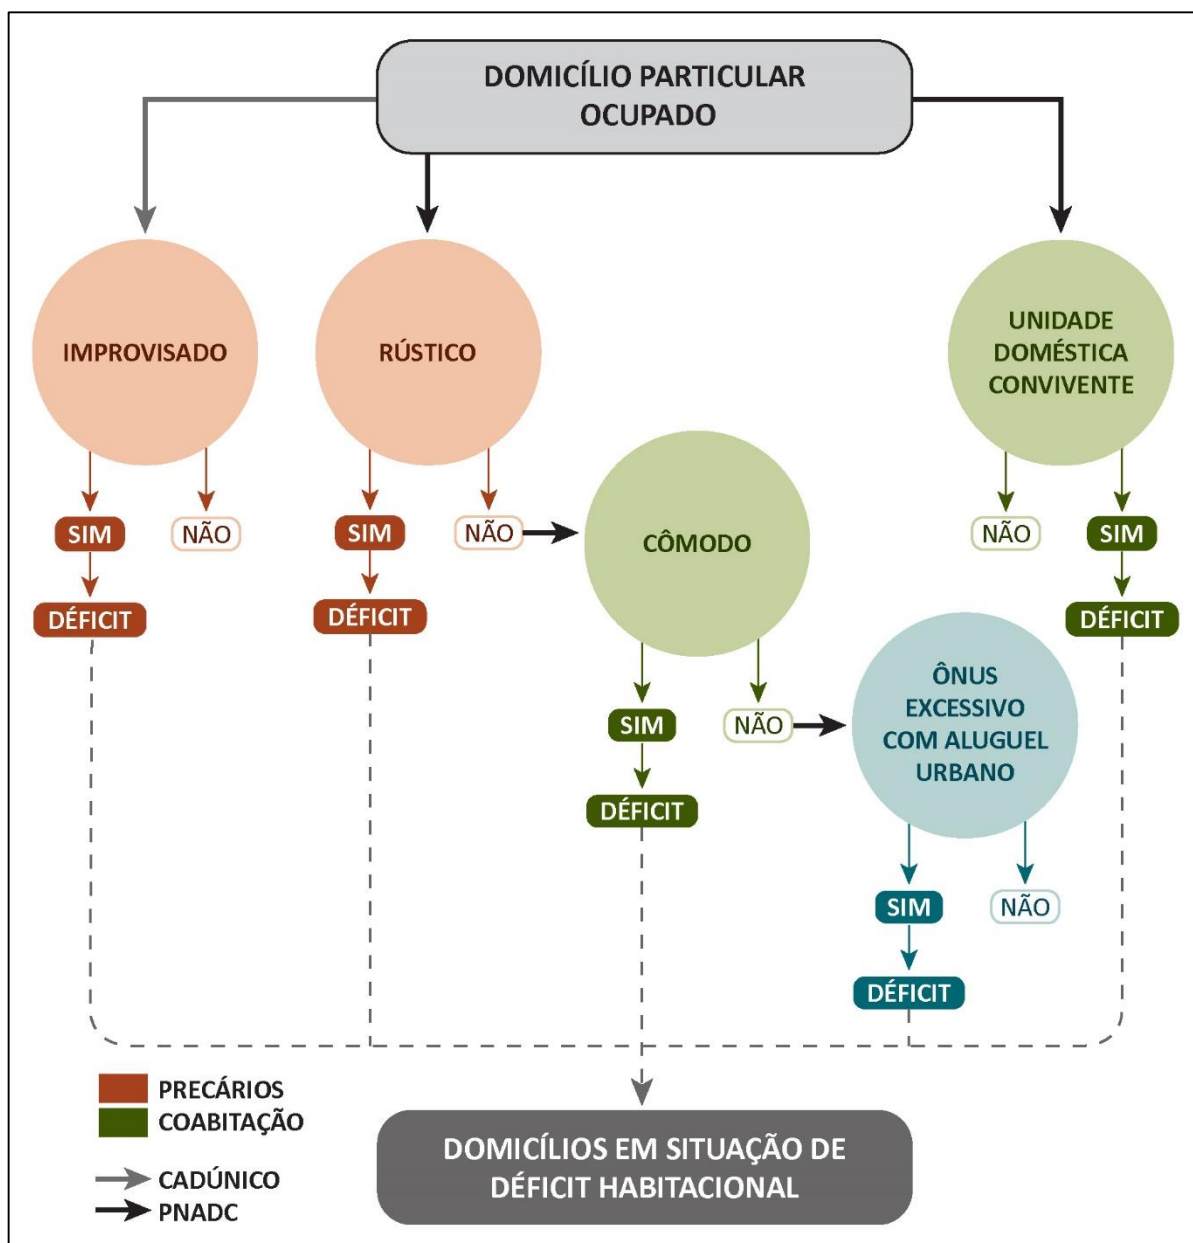 DOMICÍLIO PARTICULAR
OCUPADO
IMPROVISADO
RÚSTICO
UNIDADE
DOMÉSTICA
CONVIVENTE
SIM
NÃO
DÉFICIT
SIM
NÃO
DÉFICIT
CÔMODO
NÃO
SIM
DÉFICIT
SIM
NÃO
DÉFICIT
ÔNUS
EXCESSIVO
COM ALUGUEL
URBANO
SIM
NÃO
DÉFICIT
PRECÁRIOS
COABITAÇÃO
CADÚNICO
PNADC
DOMICÍLIOS EM SITUAÇÃO DE
DÉFICIT HABITACIONAL